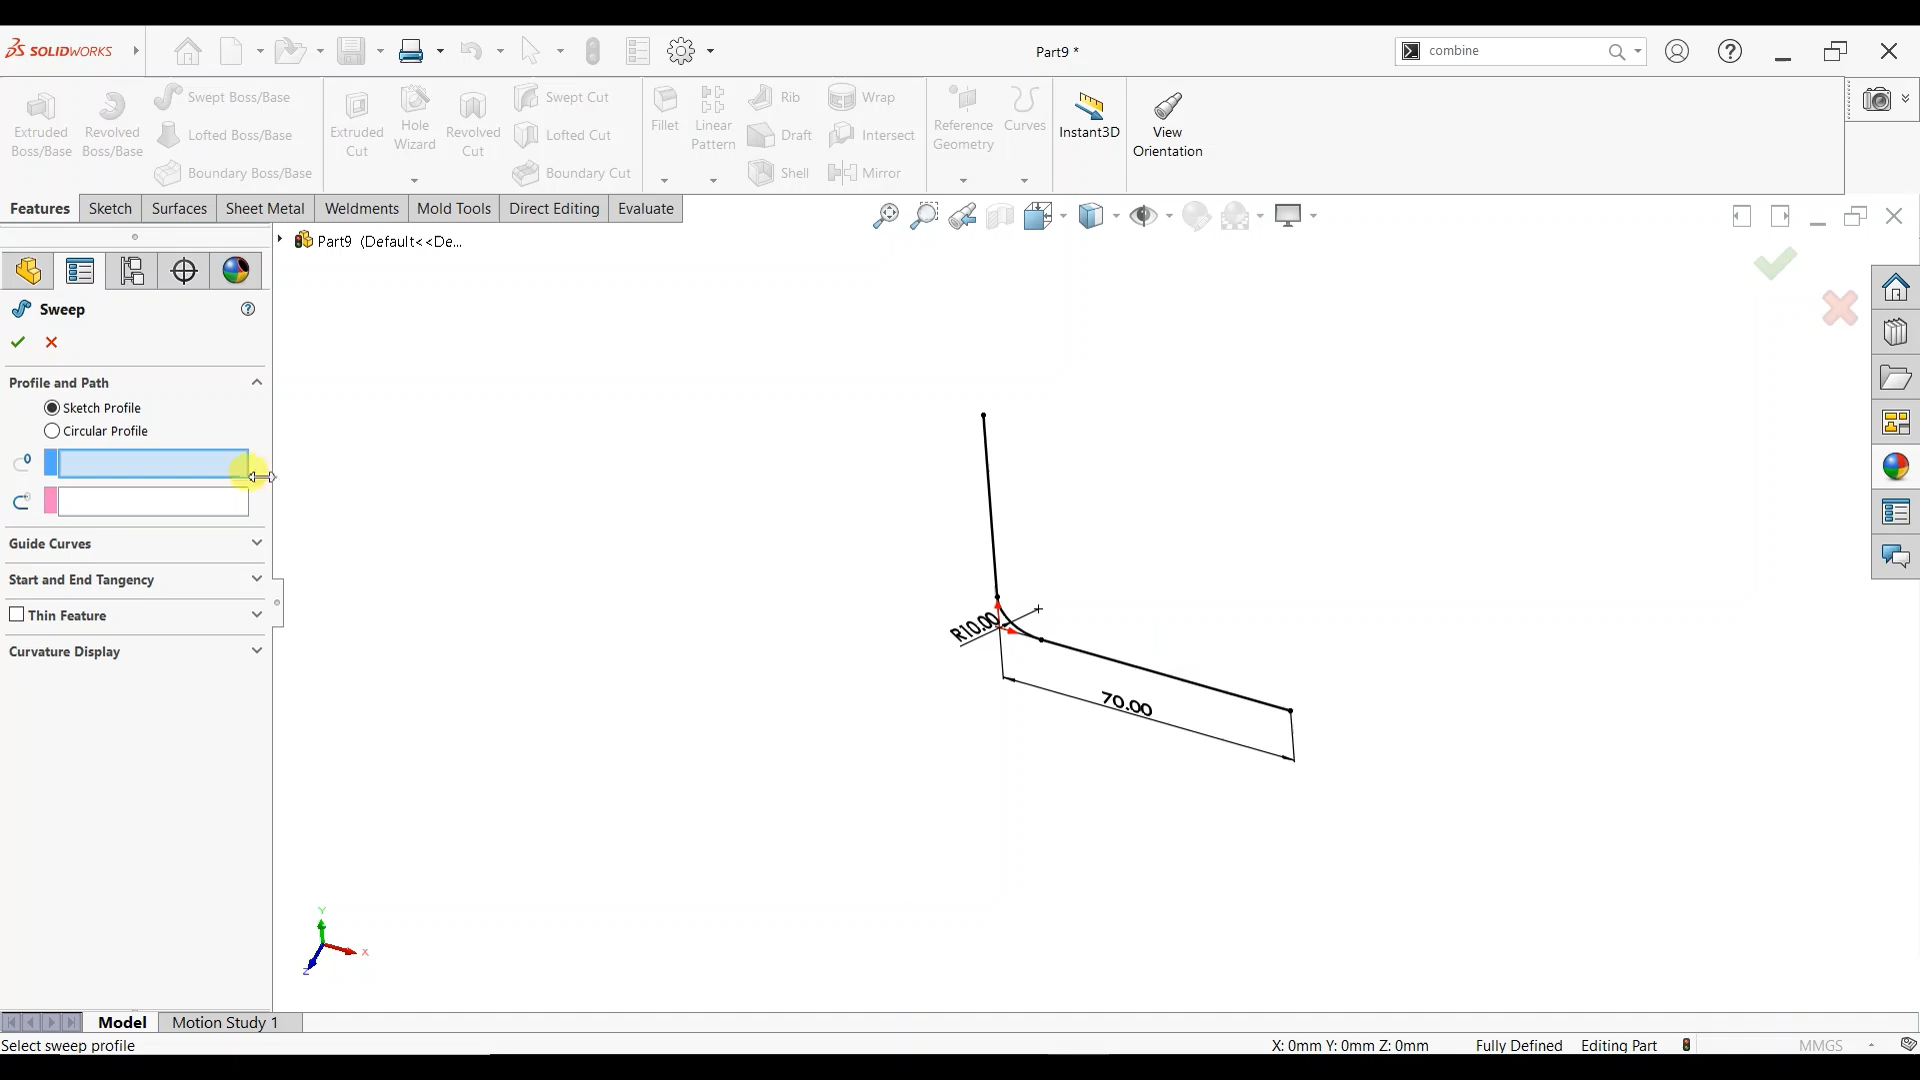 SOLIDWORKS
Part9 *
combine
Extruded Boss/Base
Revolved Boss/Base
Swept Boss/Base
Lofted Boss/Base
Boundary Boss/Base
Extruded Cut
Hole Wizard
Revolved Cut
Swept Cut
Lofted Cut
Boundary Cut
Fillet
Linear Pattern
Rib
Draft
Shell
Wrap
Intersect
Mirror
Reference Geometry
Curves
Instant3D
View Orientation
Features
Sketch
Surfaces
Sheet Metal
Weldments
Mold Tools
Direct Editing
Evaluate
Part9 (Default<<De...
Sweep
Profile and Path
Sketch Profile
Circular Profile
Guide Curves
Start and End Tangency
Thin Feature
Curvature Display
R10.00
70.00
Y
X
Z
Model
Motion Study 1
Select sweep profile
X: 0mm Y: 0mm Z: 0mm
Fully Defined
Editing Part
MMGS